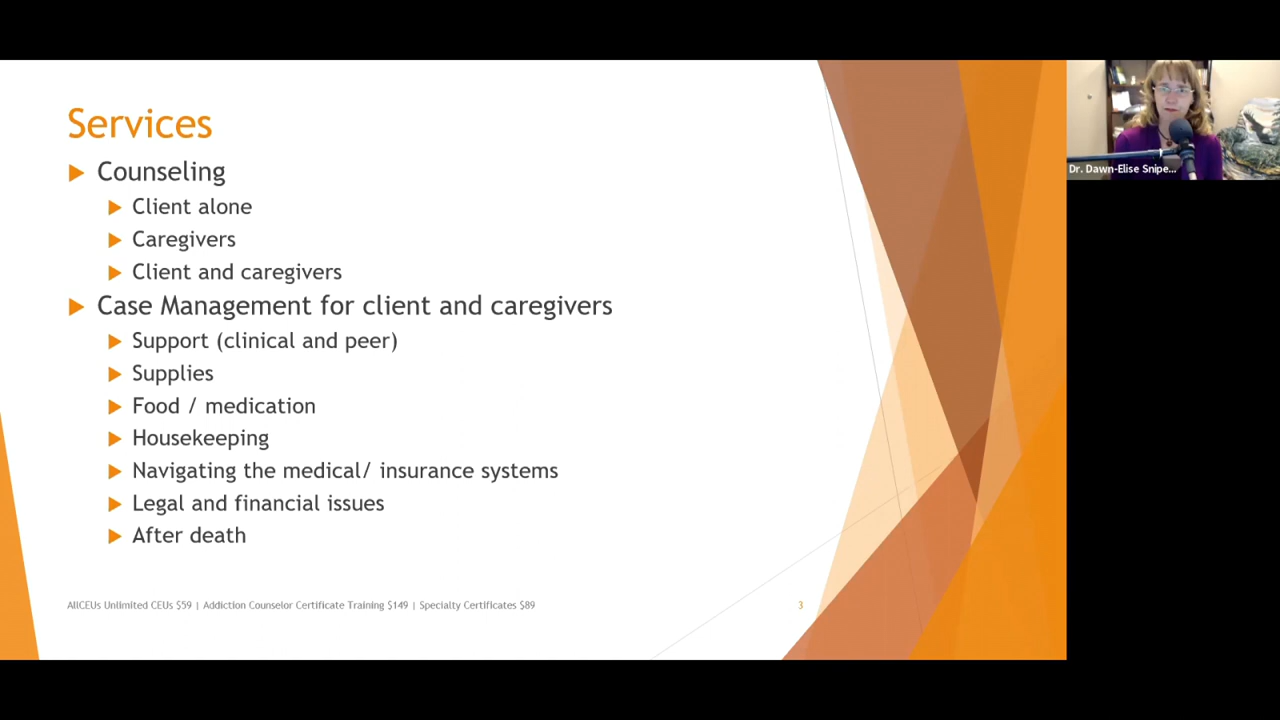 Services
Counseling
Client alone
Caregivers
Client and caregivers
Case Management for client and caregivers
Support (clinical and peer)
Supplies
Food / medication
Housekeeping
Navigating the medical/ insurance systems
Legal and financial issues
After death
AllCEUs Unlimited CEUs $59 | Addiction Counselor Certificate Training $149 | Specialty Certificates $89
3
Dr. Dawn-Elise Snipe...